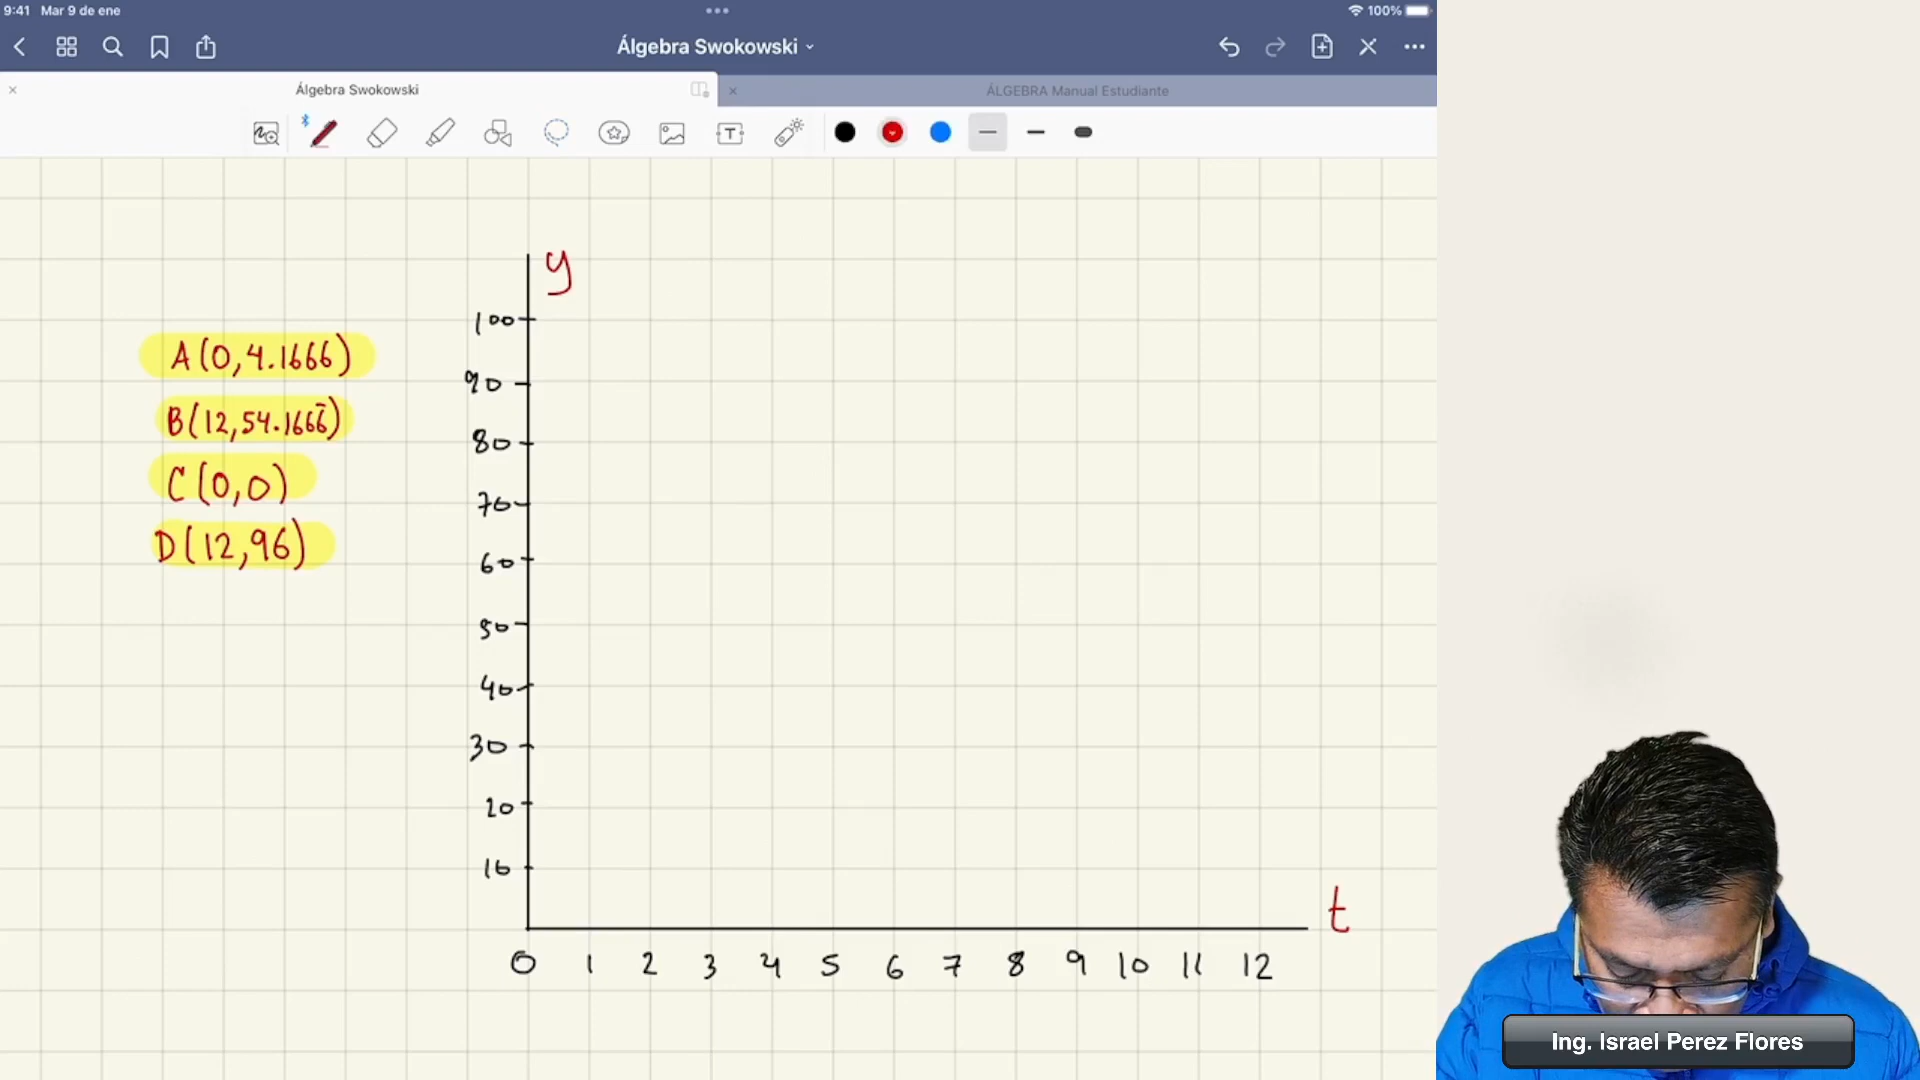 9:41 Mar 9 de ene
100%
Álgebra Swokowski
Álgebra Swokowski
ÁLGEBRA Manual Estudiante
T
y
100
90
80
70
60
50
40
30
20
10
A(0,4.1666)
B(12,54.1666̅)
C(0,0)
D(12,96)
t
0 1 2 3 4 5 6 7 8 9 10 11 12
Ing. Israel Perez Flores